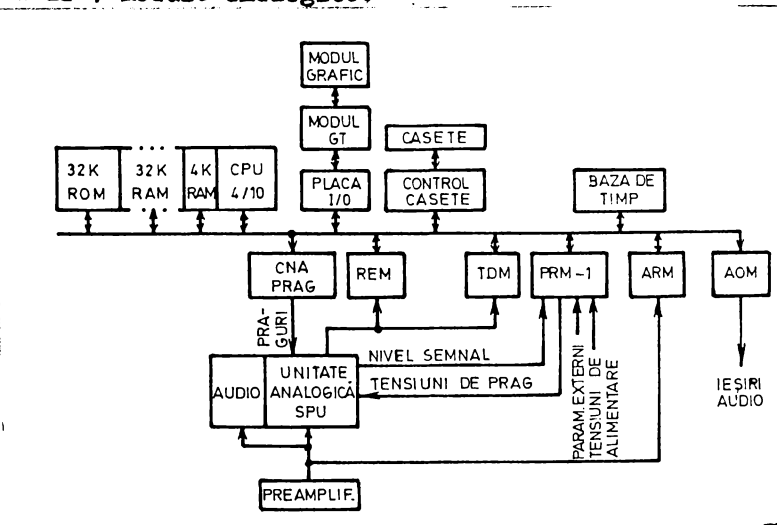 MODUL
GRAFIC
MODUL
GT
CASETE
32K
ROM
32K
RAM
4K
RAM
CPU
4/10
PLACA
I/O
CONTROL
CASETE
BAZA DE
TIMP
CNA
PRAG
REM
TDM
PRM-1
ARM
AOM
PRA-
GURI
NIVEL SEMNAL
TENSIUNI DE PRAG
AUDIO
UNITATE
ANALOGICĂ
SPU
PARAM. EXTERNI
TENSIUNI DE
ALIMENTARE
IEȘIRI
AUDIO
PREAMPLIF.